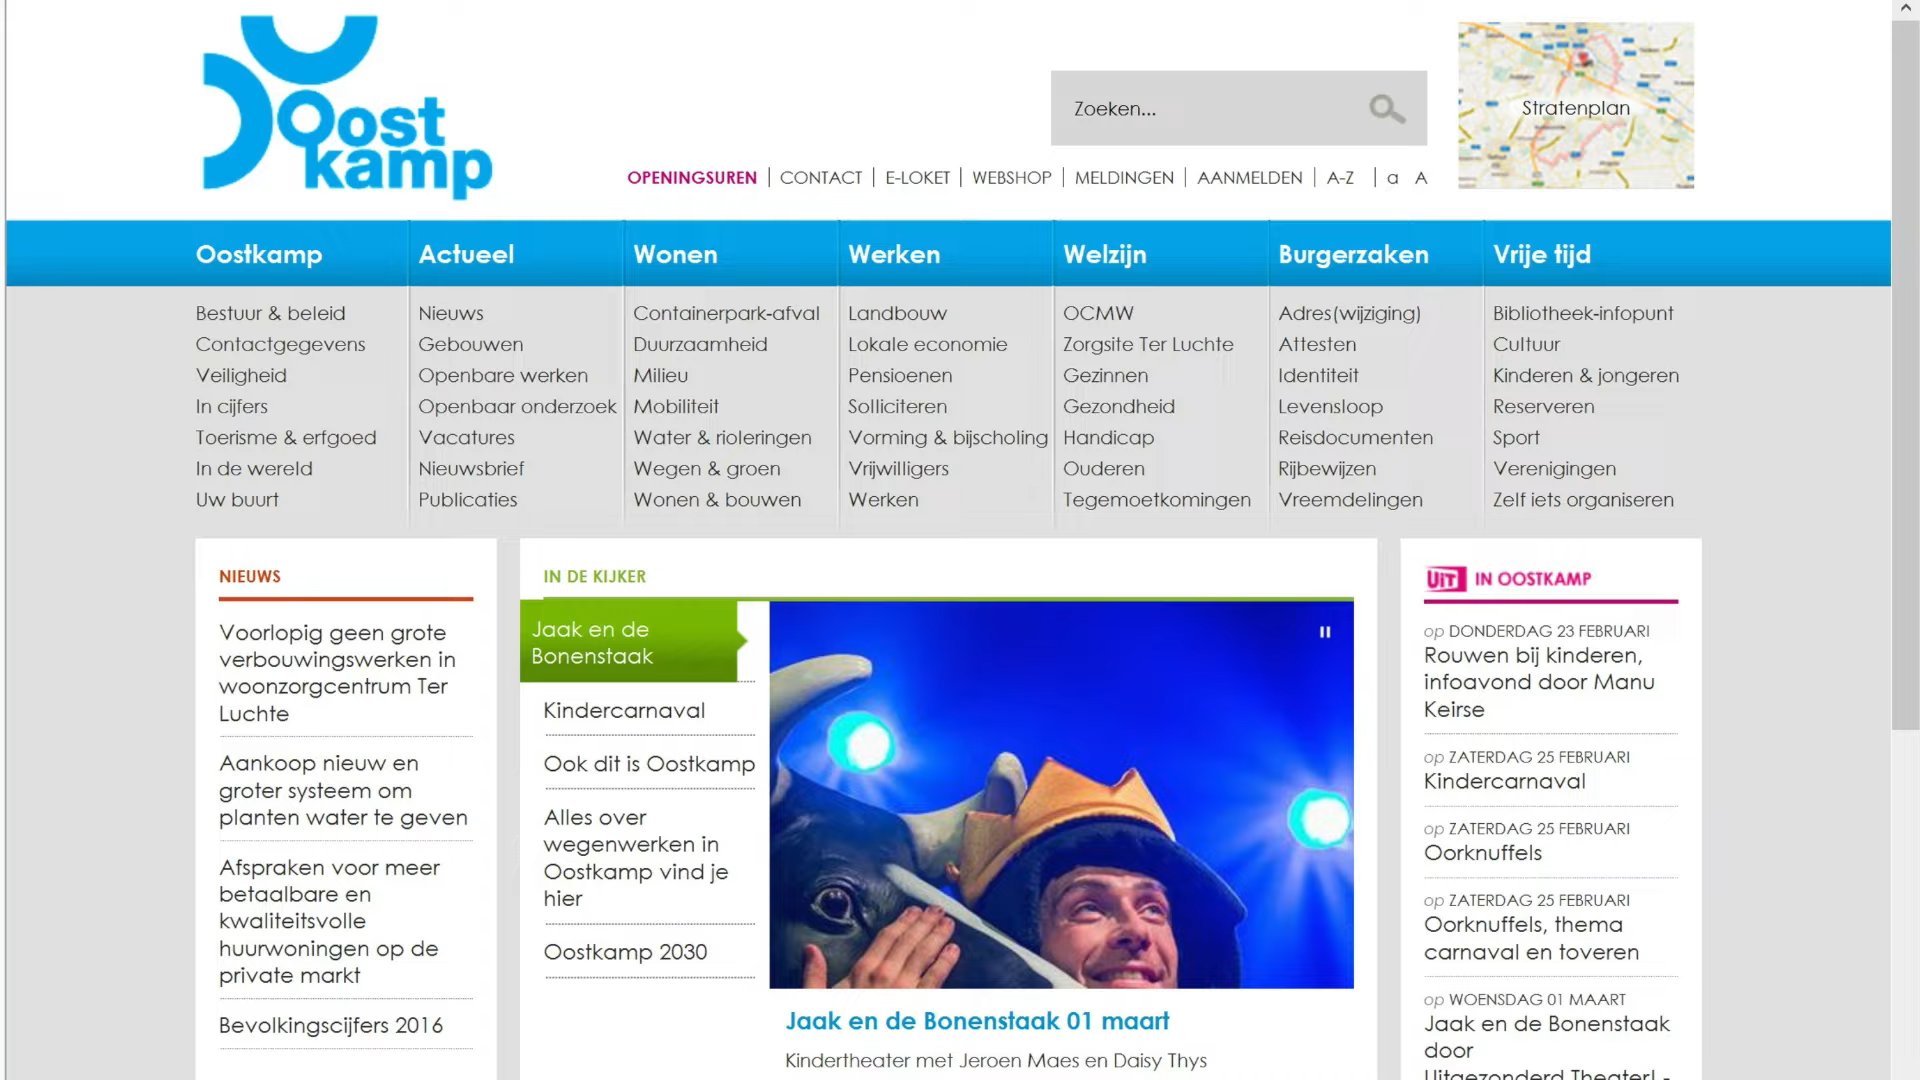 Oost
kamp
Zoeken...
Stratenplan
OPENINGSUREN | CONTACT | E-LOKET | WEBSHOP | MELDINGEN | AANMELDEN | A-Z | a A
Oostkamp
Bestuur & beleid
Contactgegevens
Veiligheid
In cijfers
Toerisme & erfgoed
In de wereld
Uw buurt
Actueel
Nieuws
Gebouwen
Openbare werken
Openbaar onderzoek
Vacatures
Nieuwsbrief
Publicaties
Wonen
Containerpark-afval
Duurzaamheid
Milieu
Mobiliteit
Water & rioleringen
Wegen & groen
Wonen & bouwen
Werken
Landbouw
Lokale economie
Pensioenen
Solliciteren
Vorming & bijscholing
Vrijwilligers
Werken
Welzijn
OCMW
Zorgsite Ter Luchte
Gezinnen
Gezondheid
Handicap
Ouderen
Tegemoetkomingen
Burgerzaken
Adres(wijziging)
Attesten
Identiteit
Levensloop
Reisdocumenten
Rijbewijzen
Vreemdelingen
Vrije tijd
Bibliotheek-infopunt
Cultuur
Kinderen & jongeren
Reserveren
Sport
Verenigingen
Zelf iets organiseren
NIEUWS
Voorlopig geen grote
verbouwingswerken in
woonzorgcentrum Ter
Luchte
Aankoop nieuw en
groter systeem om
planten water te geven
Afspraken voor meer
betaalbare en
kwaliteitsvolle
huurwoningen op de
private markt
Bevolkingscijfers 2016
IN DE KIJKER
Jaak en de
Bonenstaak
Kindercarnaval
Ook dit is Oostkamp
Alles over
wegenwerken in
Oostkamp vind je
hier
Oostkamp 2030
Jaak en de Bonenstaak 01 maart
Kindertheater met Jeroen Maes en Daisy Thys
UiT IN OOSTKAMP
op DONDERDAG 23 FEBRUARI
Rouwen bij kinderen,
infoavond door Manu
Keirse
op ZATERDAG 25 FEBRUARI
Kindercarnaval
op ZATERDAG 25 FEBRUARI
Oorknuffels
op ZATERDAG 25 FEBRUARI
Oorknuffels, thema
carnaval en toveren
op WOENSDAG 01 MAART
Jaak en de Bonenstaak
door
Uitgezonderd Theater! -